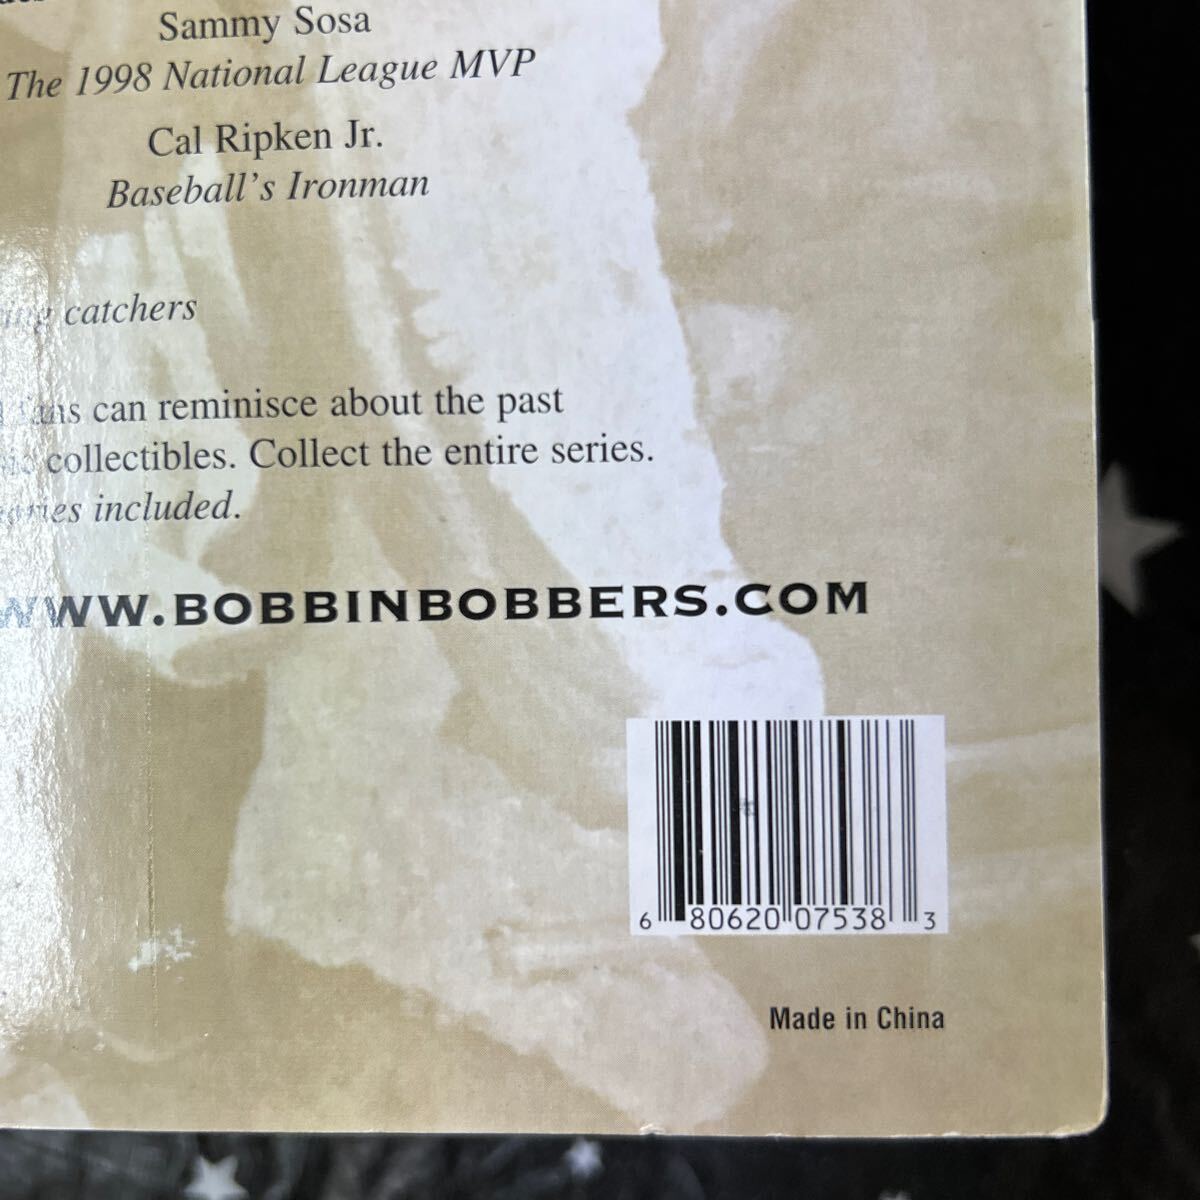 Sammy Sosa
The 1998 National League MVP
Cal Ripken Jr.
Baseball's Ironman
catchers
fans can reminisce about the past
collectibles. Collect the entire series.
included.
WWW.BOBBINBOBBERS.COM
6 80620 07538 3
Made in China